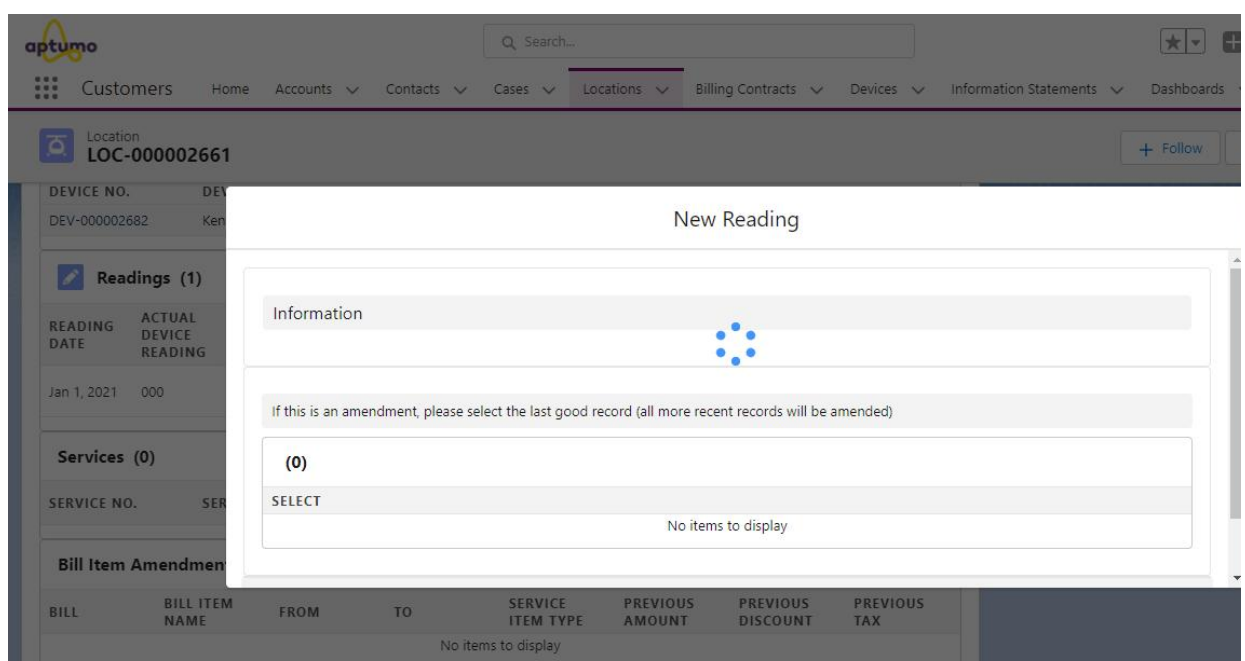 aptumo
Search...
Customers Home Accounts Contacts Cases Locations Billing Contracts Devices Information Statements Dashboards
Location
LOC-000002661
+ Follow
DEVICE NO.
DEV-000002682
New Reading
Readings (1)
READING DATE ACTUAL DEVICE READING
Jan 1, 2021 000
Information
If this is an amendment, please select the last good record (all more recent records will be amended)
(0)
SELECT
No items to display
Services (0)
SERVICE NO.
Bill Item
BILL BILL ITEM NAME FROM TO SERVICE ITEM TYPE PREVIOUS AMOUNT PREVIOUS DISCOUNT PREVIOUS TAX
No items to display